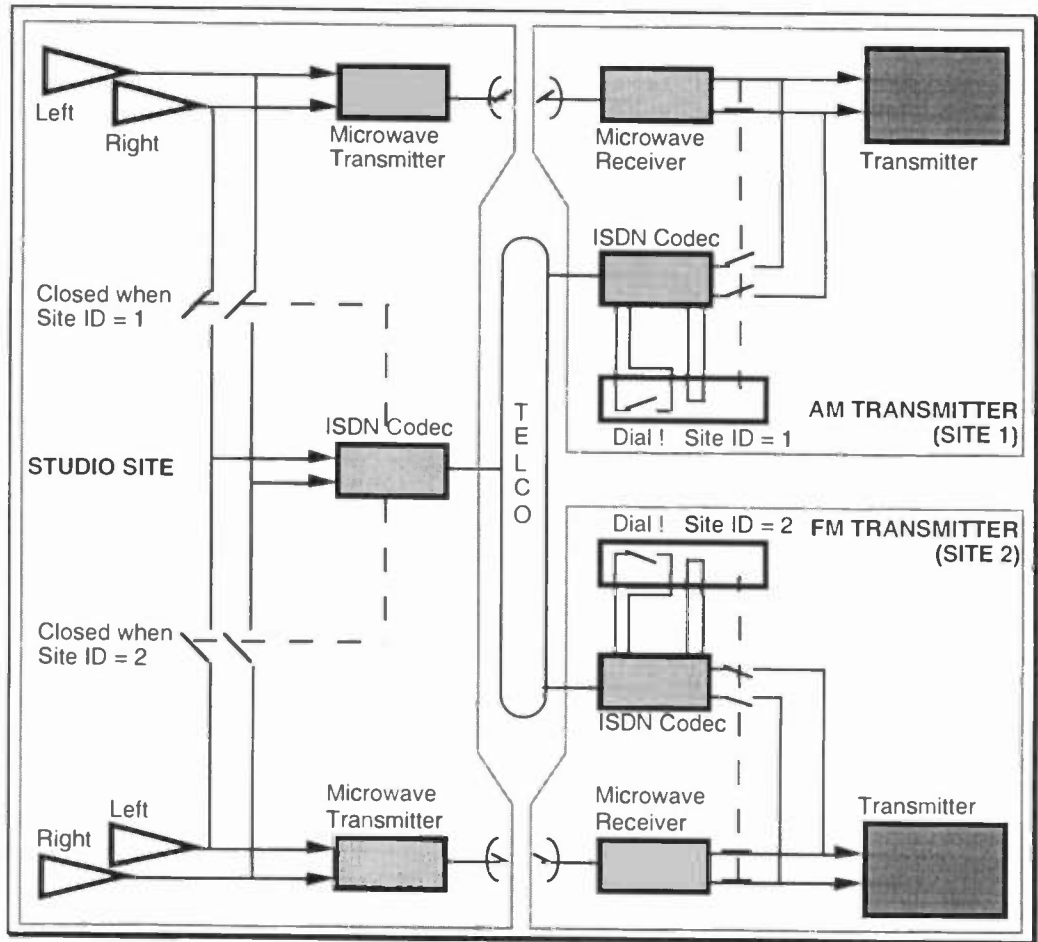 Left
Right
Microwave
Transmitter
Microwave
Receiver
Transmitter
ISDN Codec
Closed when
Site ID = 1
Dial ! Site ID = 1
AM TRANSMITTER
(SITE 1)
ISDN Codec
STUDIO SITE
TELCO
Dial ! Site ID = 2
FM TRANSMITTER
(SITE 2)
Closed when
Site ID = 2
ISDN Codec
Left
Right
Microwave
Transmitter
Microwave
Receiver
Transmitter